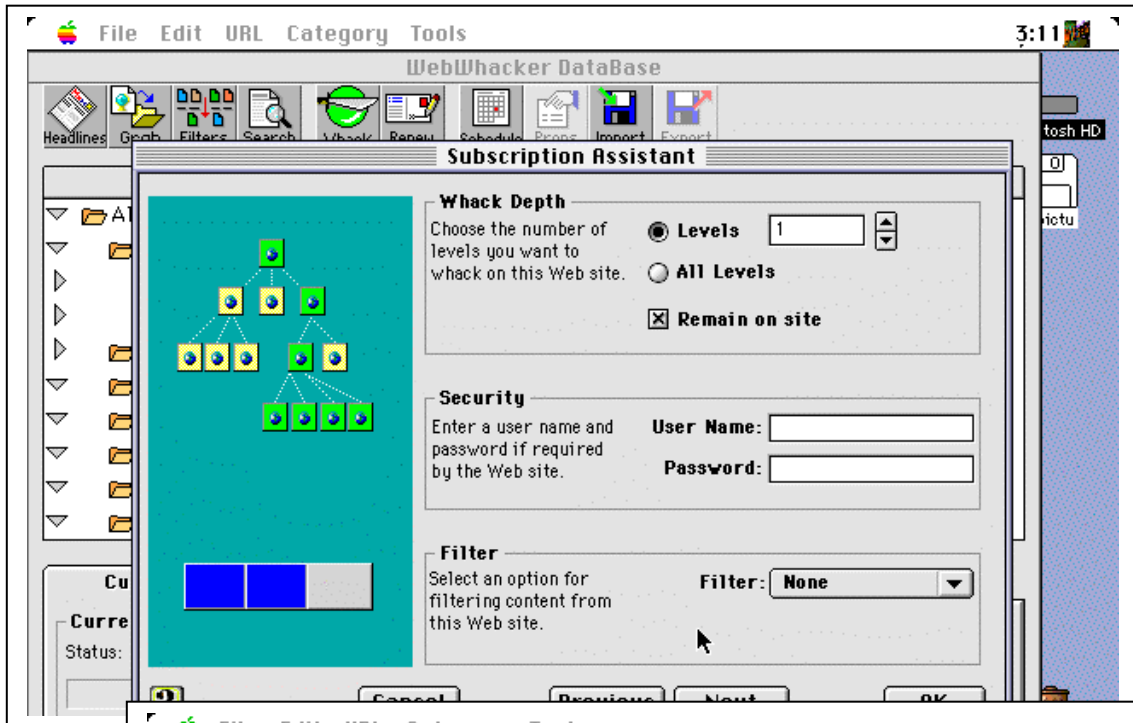 File Edit URL Category Tools 3:11
WebWhacker DataBase
Headlines Grab Filters Search Whack Renew Schedule Props Import Export
tosh HD
Subscription Assistant
Whack Depth
Choose the number of
levels you want to
whack on this Web site.
Levels 1
All Levels
Remain on site
Security
Enter a user name and
password if required
by the Web site.
User Name:
Password:
Filter
Select an option for
filtering content from
this Web site.
Filter: None
Cu
Curre
Status:
? Cancel Previous Next OK